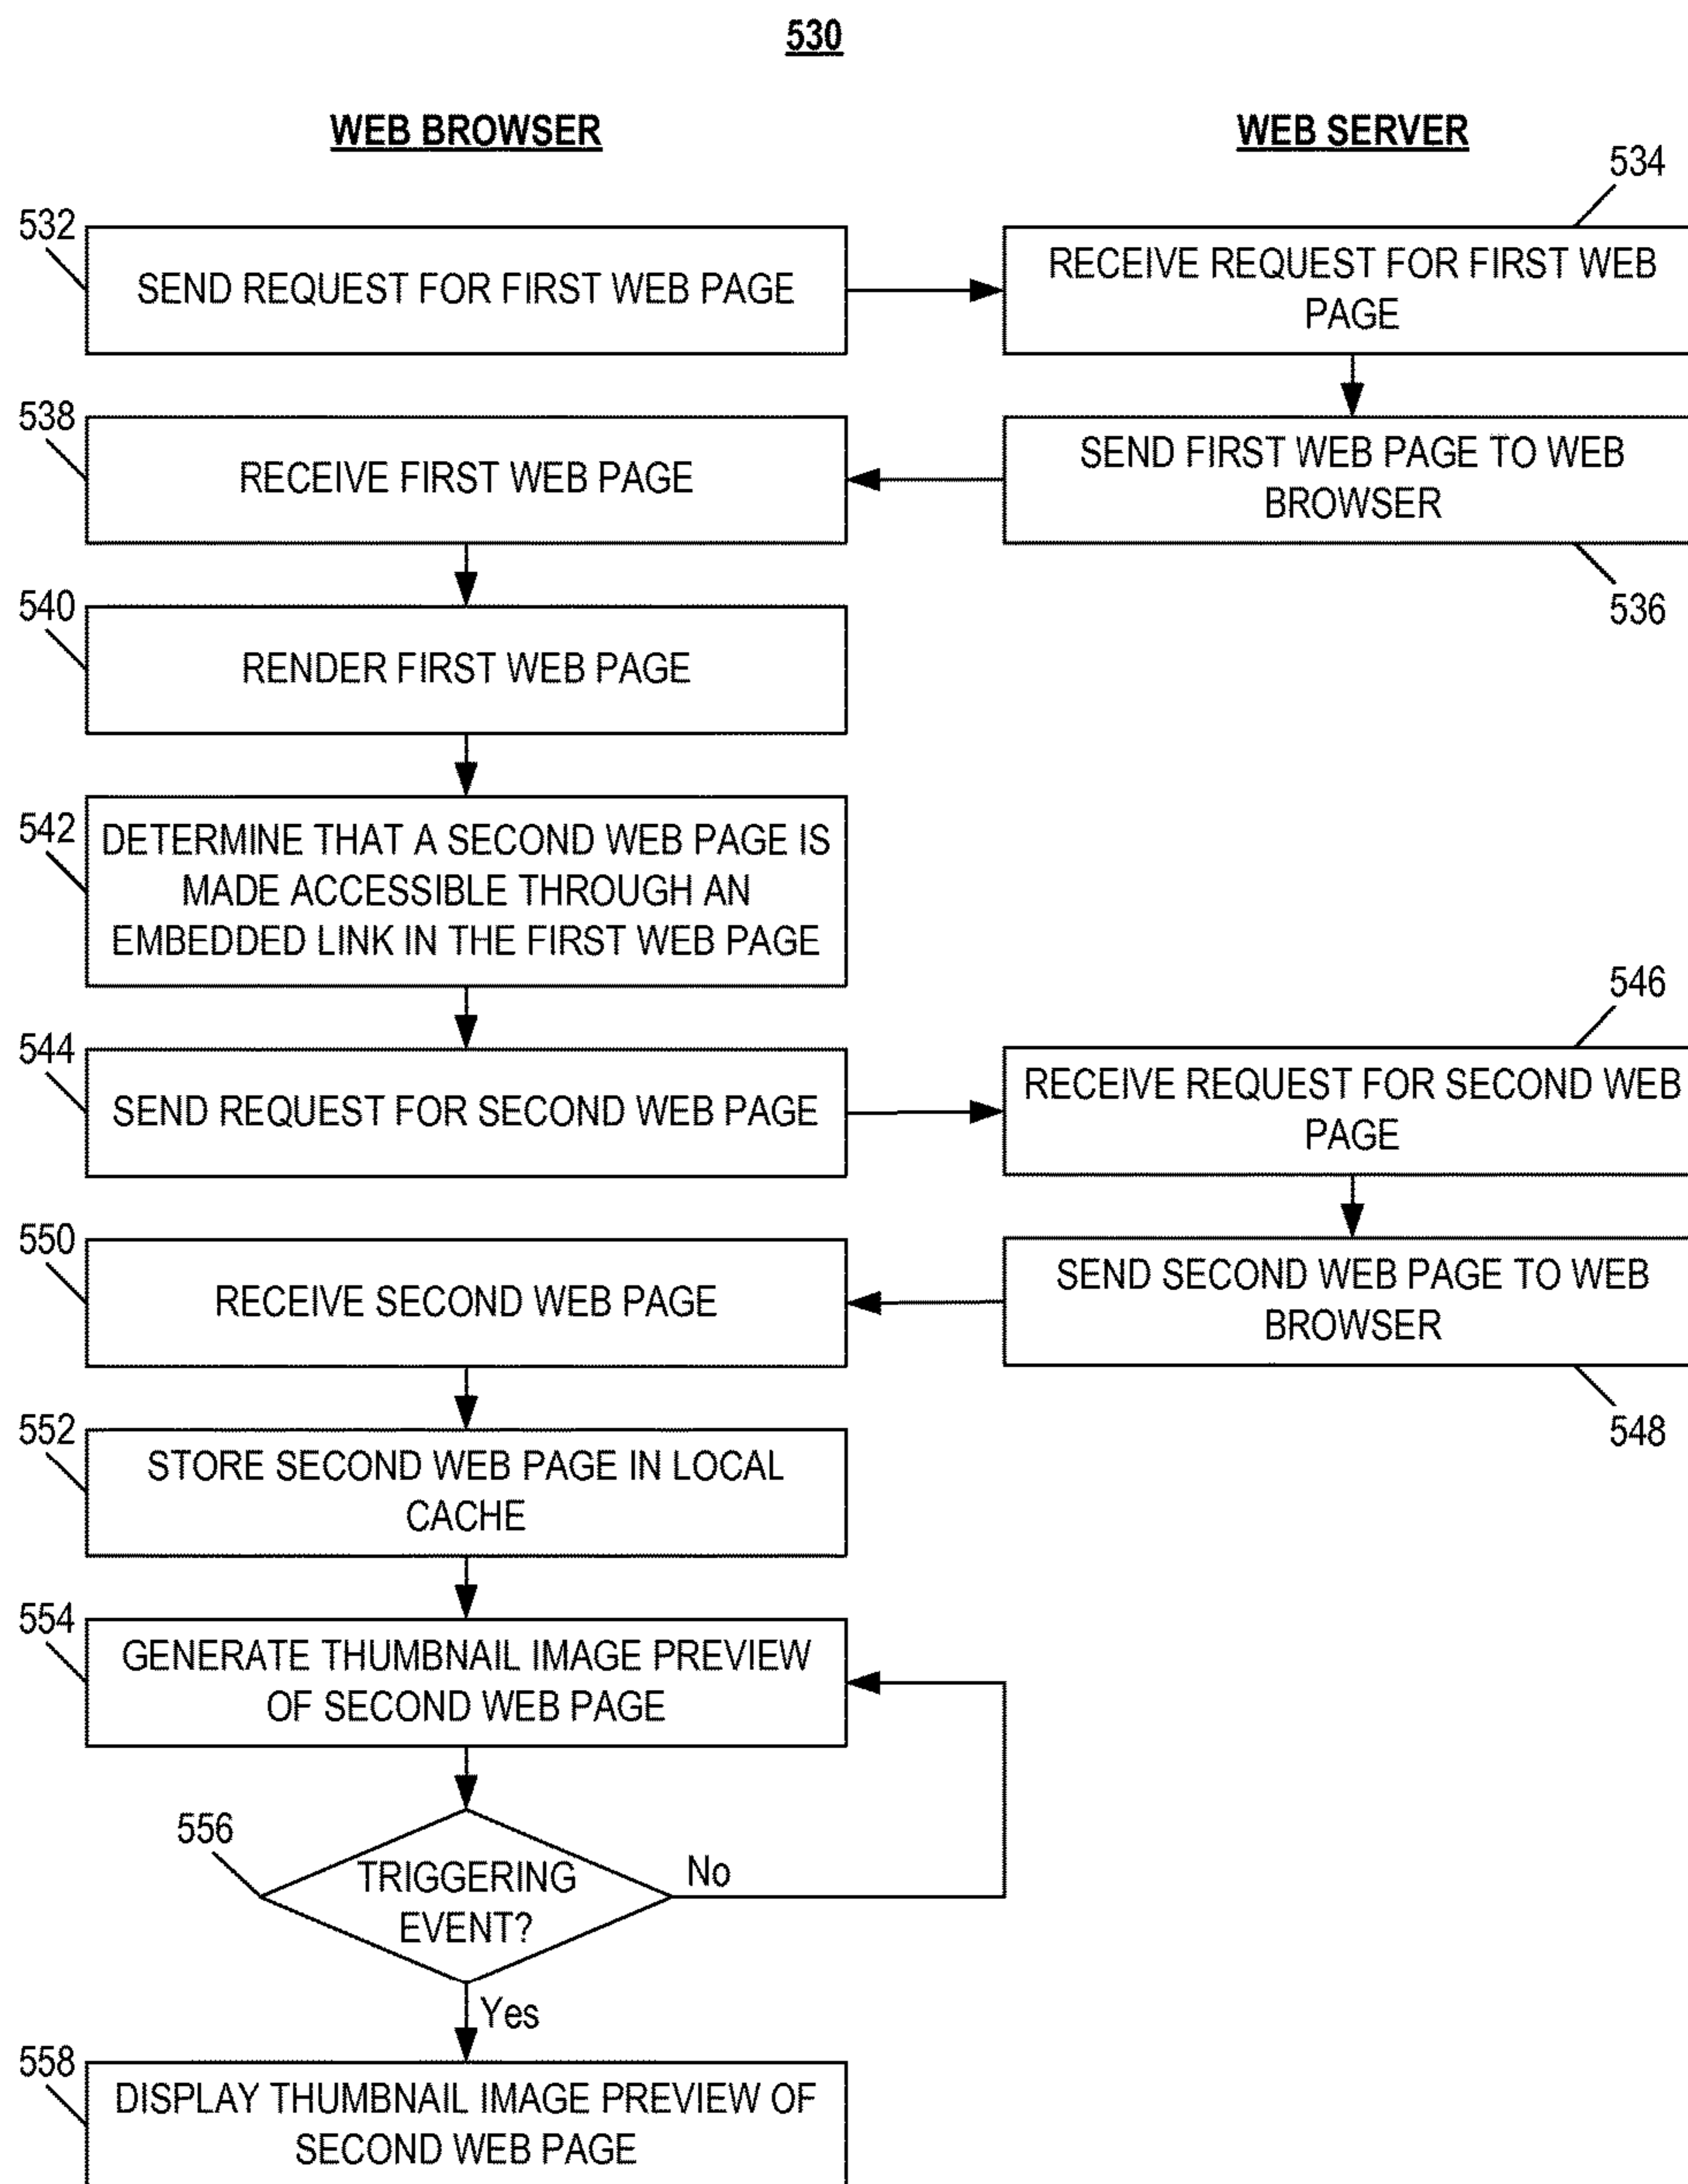 530
WEB BROWSER
WEB SERVER
534
532
SEND REQUEST FOR FIRST WEB PAGE
RECEIVE REQUEST FOR FIRST WEB
PAGE
538
RECEIVE FIRST WEB PAGE
SEND FIRST WEB PAGE TO WEB
BROWSER
536
540
RENDER FIRST WEB PAGE
542
DETERMINE THAT A SECOND WEB PAGE IS
MADE ACCESSIBLE THROUGH AN
EMBEDDED LINK IN THE FIRST WEB PAGE
546
544
SEND REQUEST FOR SECOND WEB PAGE
RECEIVE REQUEST FOR SECOND WEB
PAGE
550
RECEIVE SECOND WEB PAGE
SEND SECOND WEB PAGE TO WEB
BROWSER
548
552
STORE SECOND WEB PAGE IN LOCAL
CACHE
554
GENERATE THUMBNAIL IMAGE PREVIEW
OF SECOND WEB PAGE
556
TRIGGERING
EVENT?
No
Yes
558
DISPLAY THUMBNAIL IMAGE PREVIEW OF
SECOND WEB PAGE